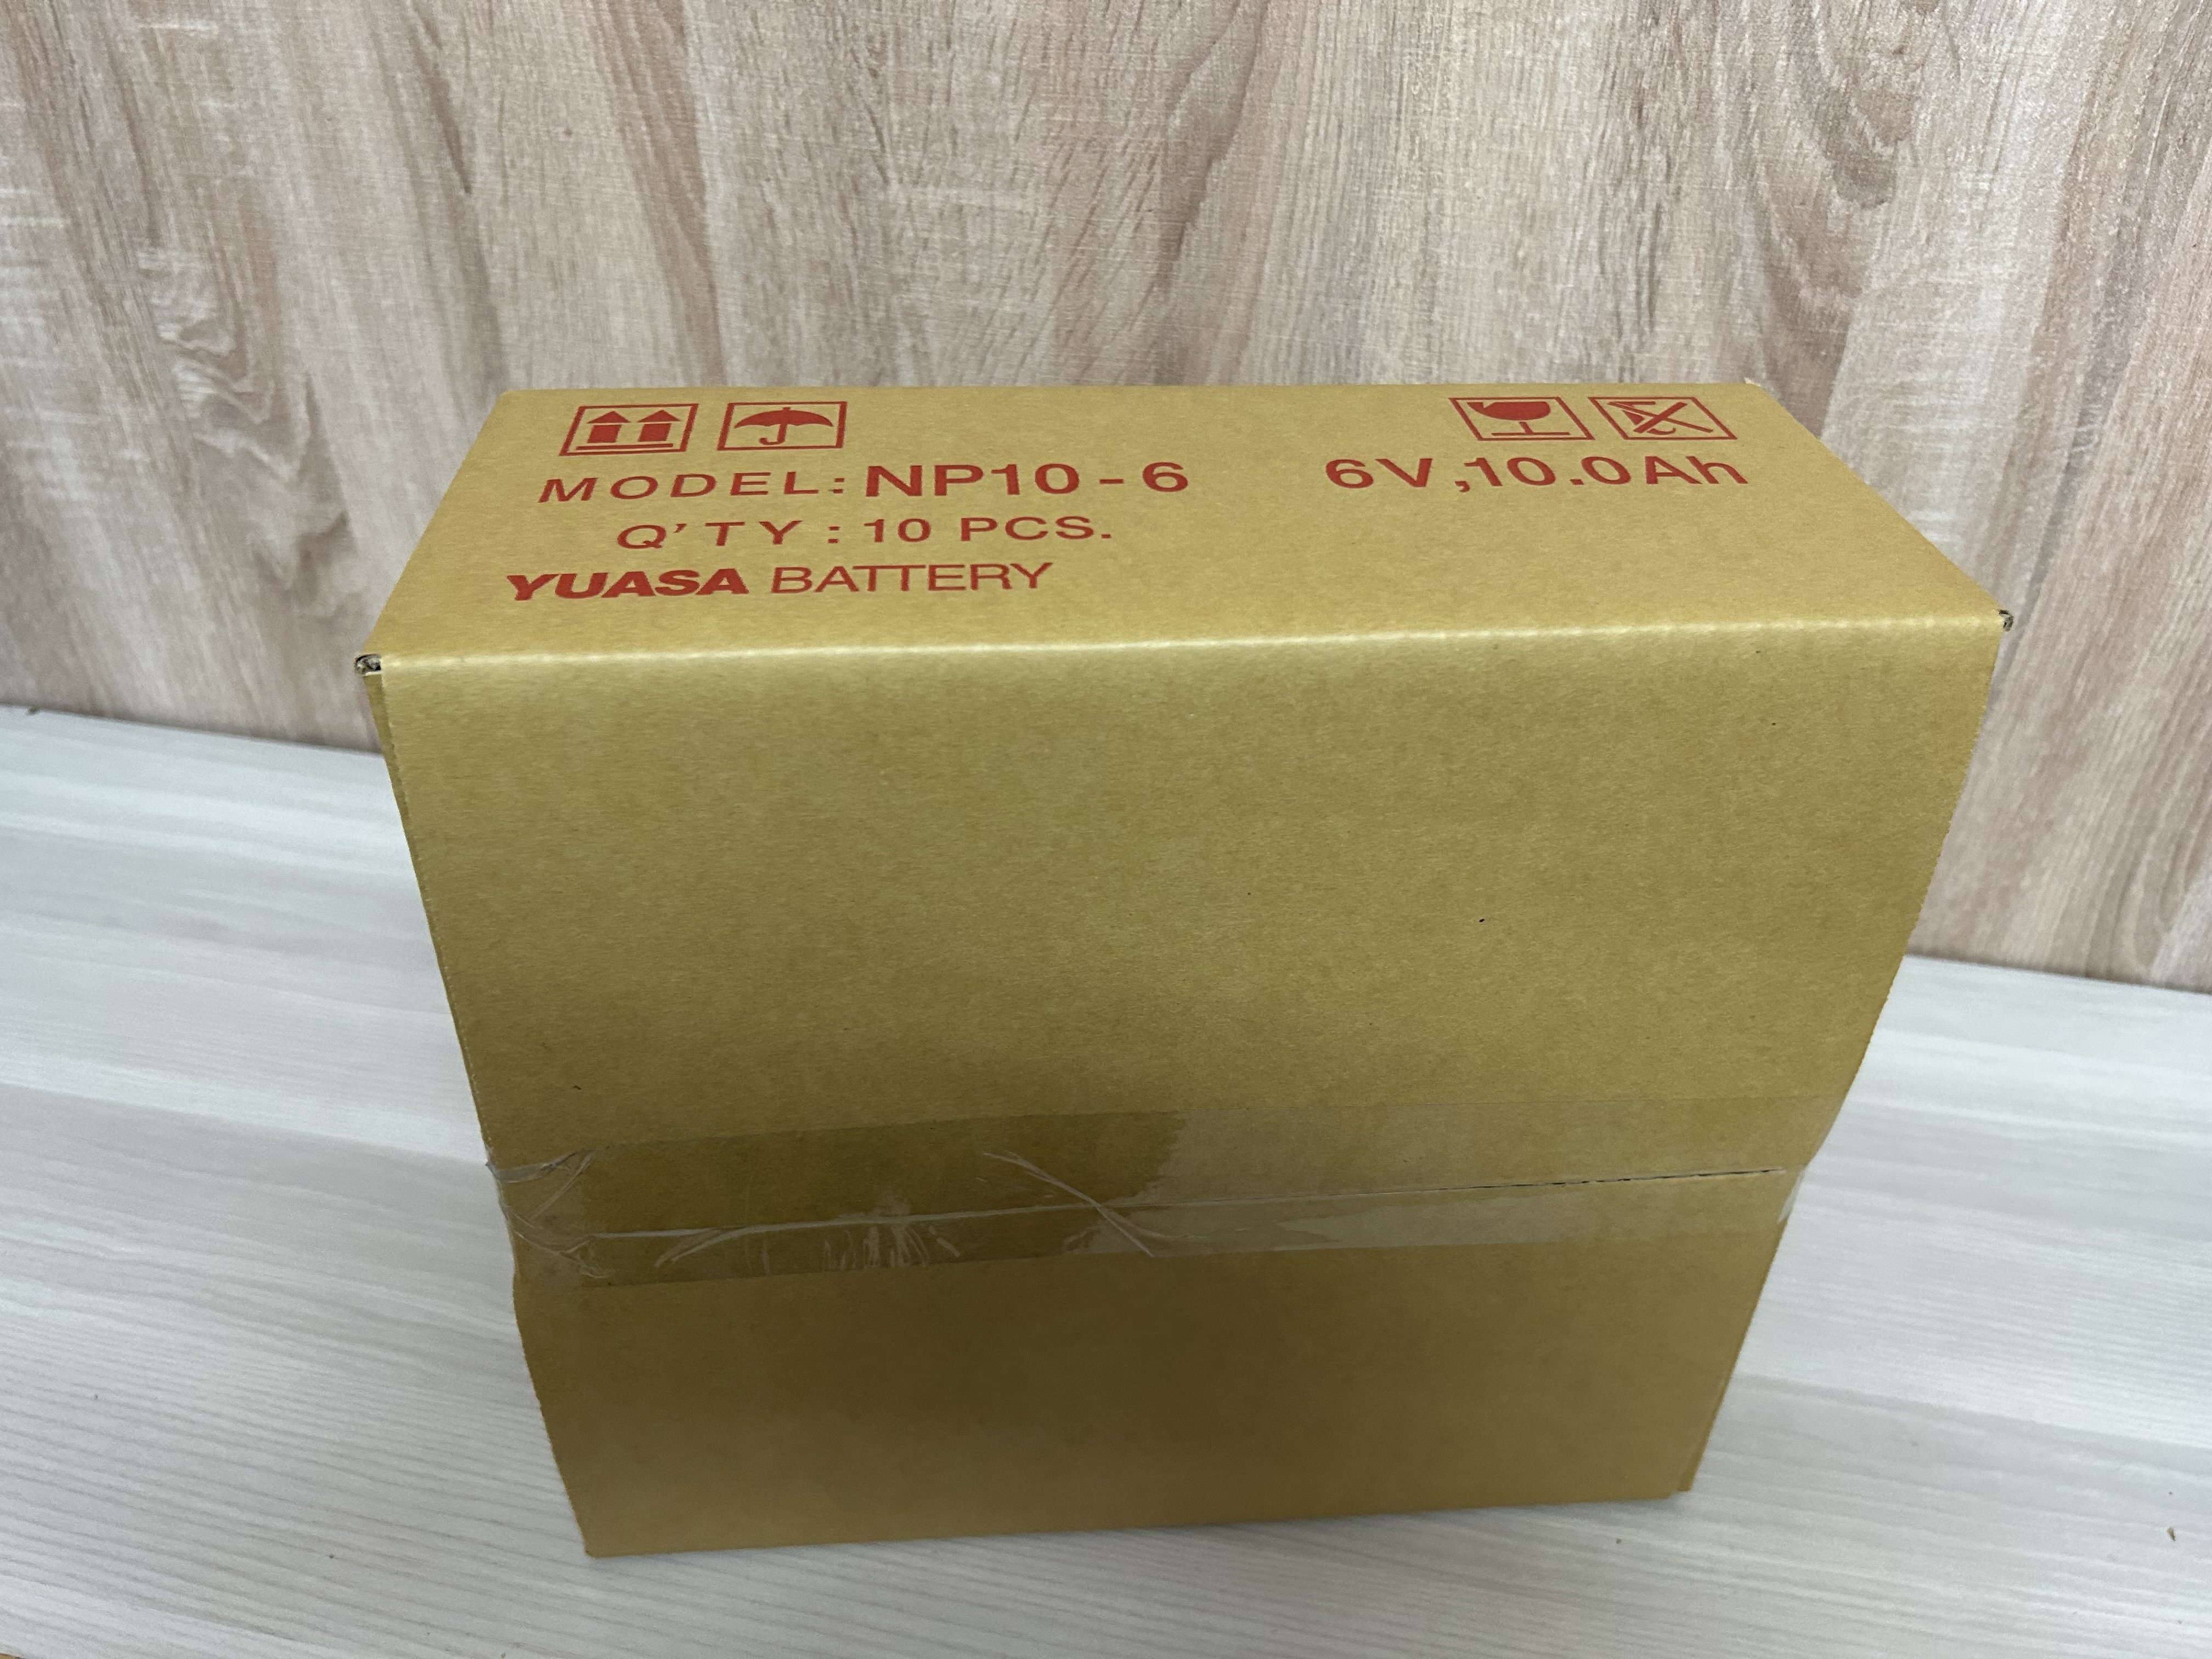 MODEL: NP10-6 6V,10.0Ah
Q'TY : 10 PCS.
YUASA BATTERY